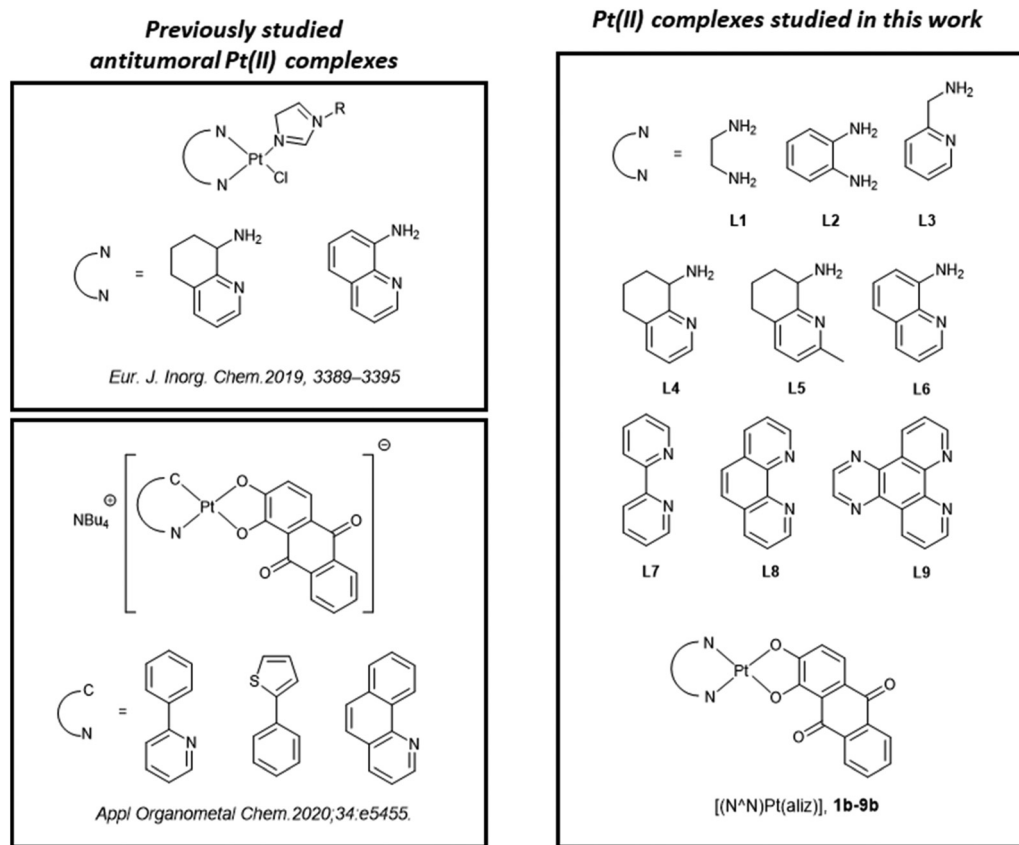 Previously studied
antitumoral Pt(II) complexes
N
N
Pt
Cl
N
N
R
N
N
=
NH2
N
NH2
N
Eur. J. Inorg. Chem.2019, 3389–3395
NBu4
⊕
⊖
C
N
Pt
O
O
O
O
C
N
=
N
S
N
Appl Organometal Chem.2020;34:e5455.
Pt(II) complexes studied in this work
N
N
=
NH2
NH2
L1
NH2
NH2
L2
NH2
N
L3
NH2
N
L4
NH2
N
L5
NH2
N
L6
N
N
L7
N
N
L8
N
N
N
N
L9
N
N
Pt
O
O
O
O
[(N^N)Pt(aliz)], 1b-9b